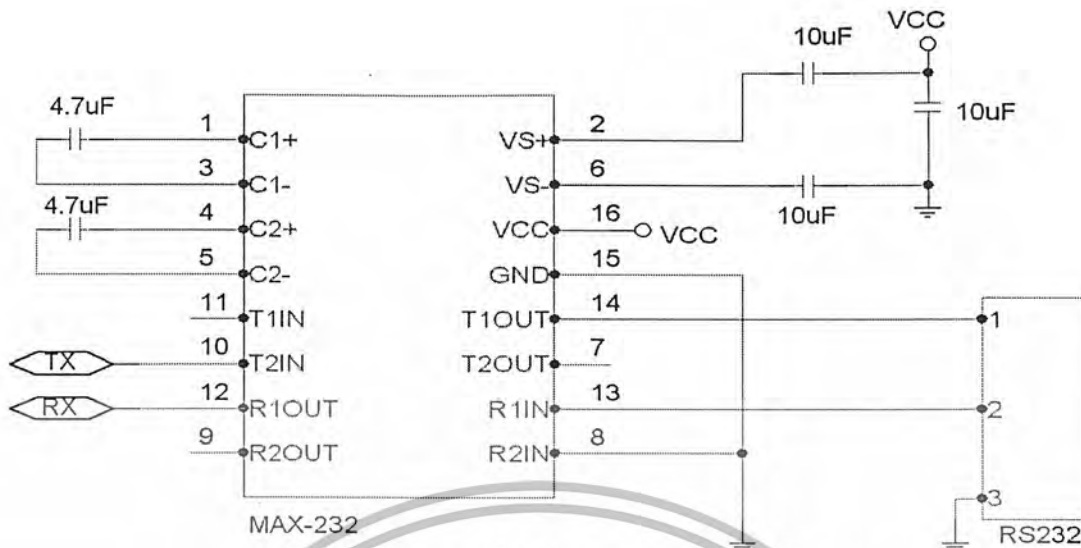 VCC
10uF
10uF
4.7uF
1
C1+
VS+
2
3
C1-
VS-
6
10uF
4.7uF
4
C2+
VCC
16
VCC
5
C2-
GND
15
11
T1IN
T1OUT
14
1
TX
10
T2IN
T2OUT
7
RX
12
R1OUT
R1IN
13
2
9
R2OUT
R2IN
8
3
MAX-232
RS232